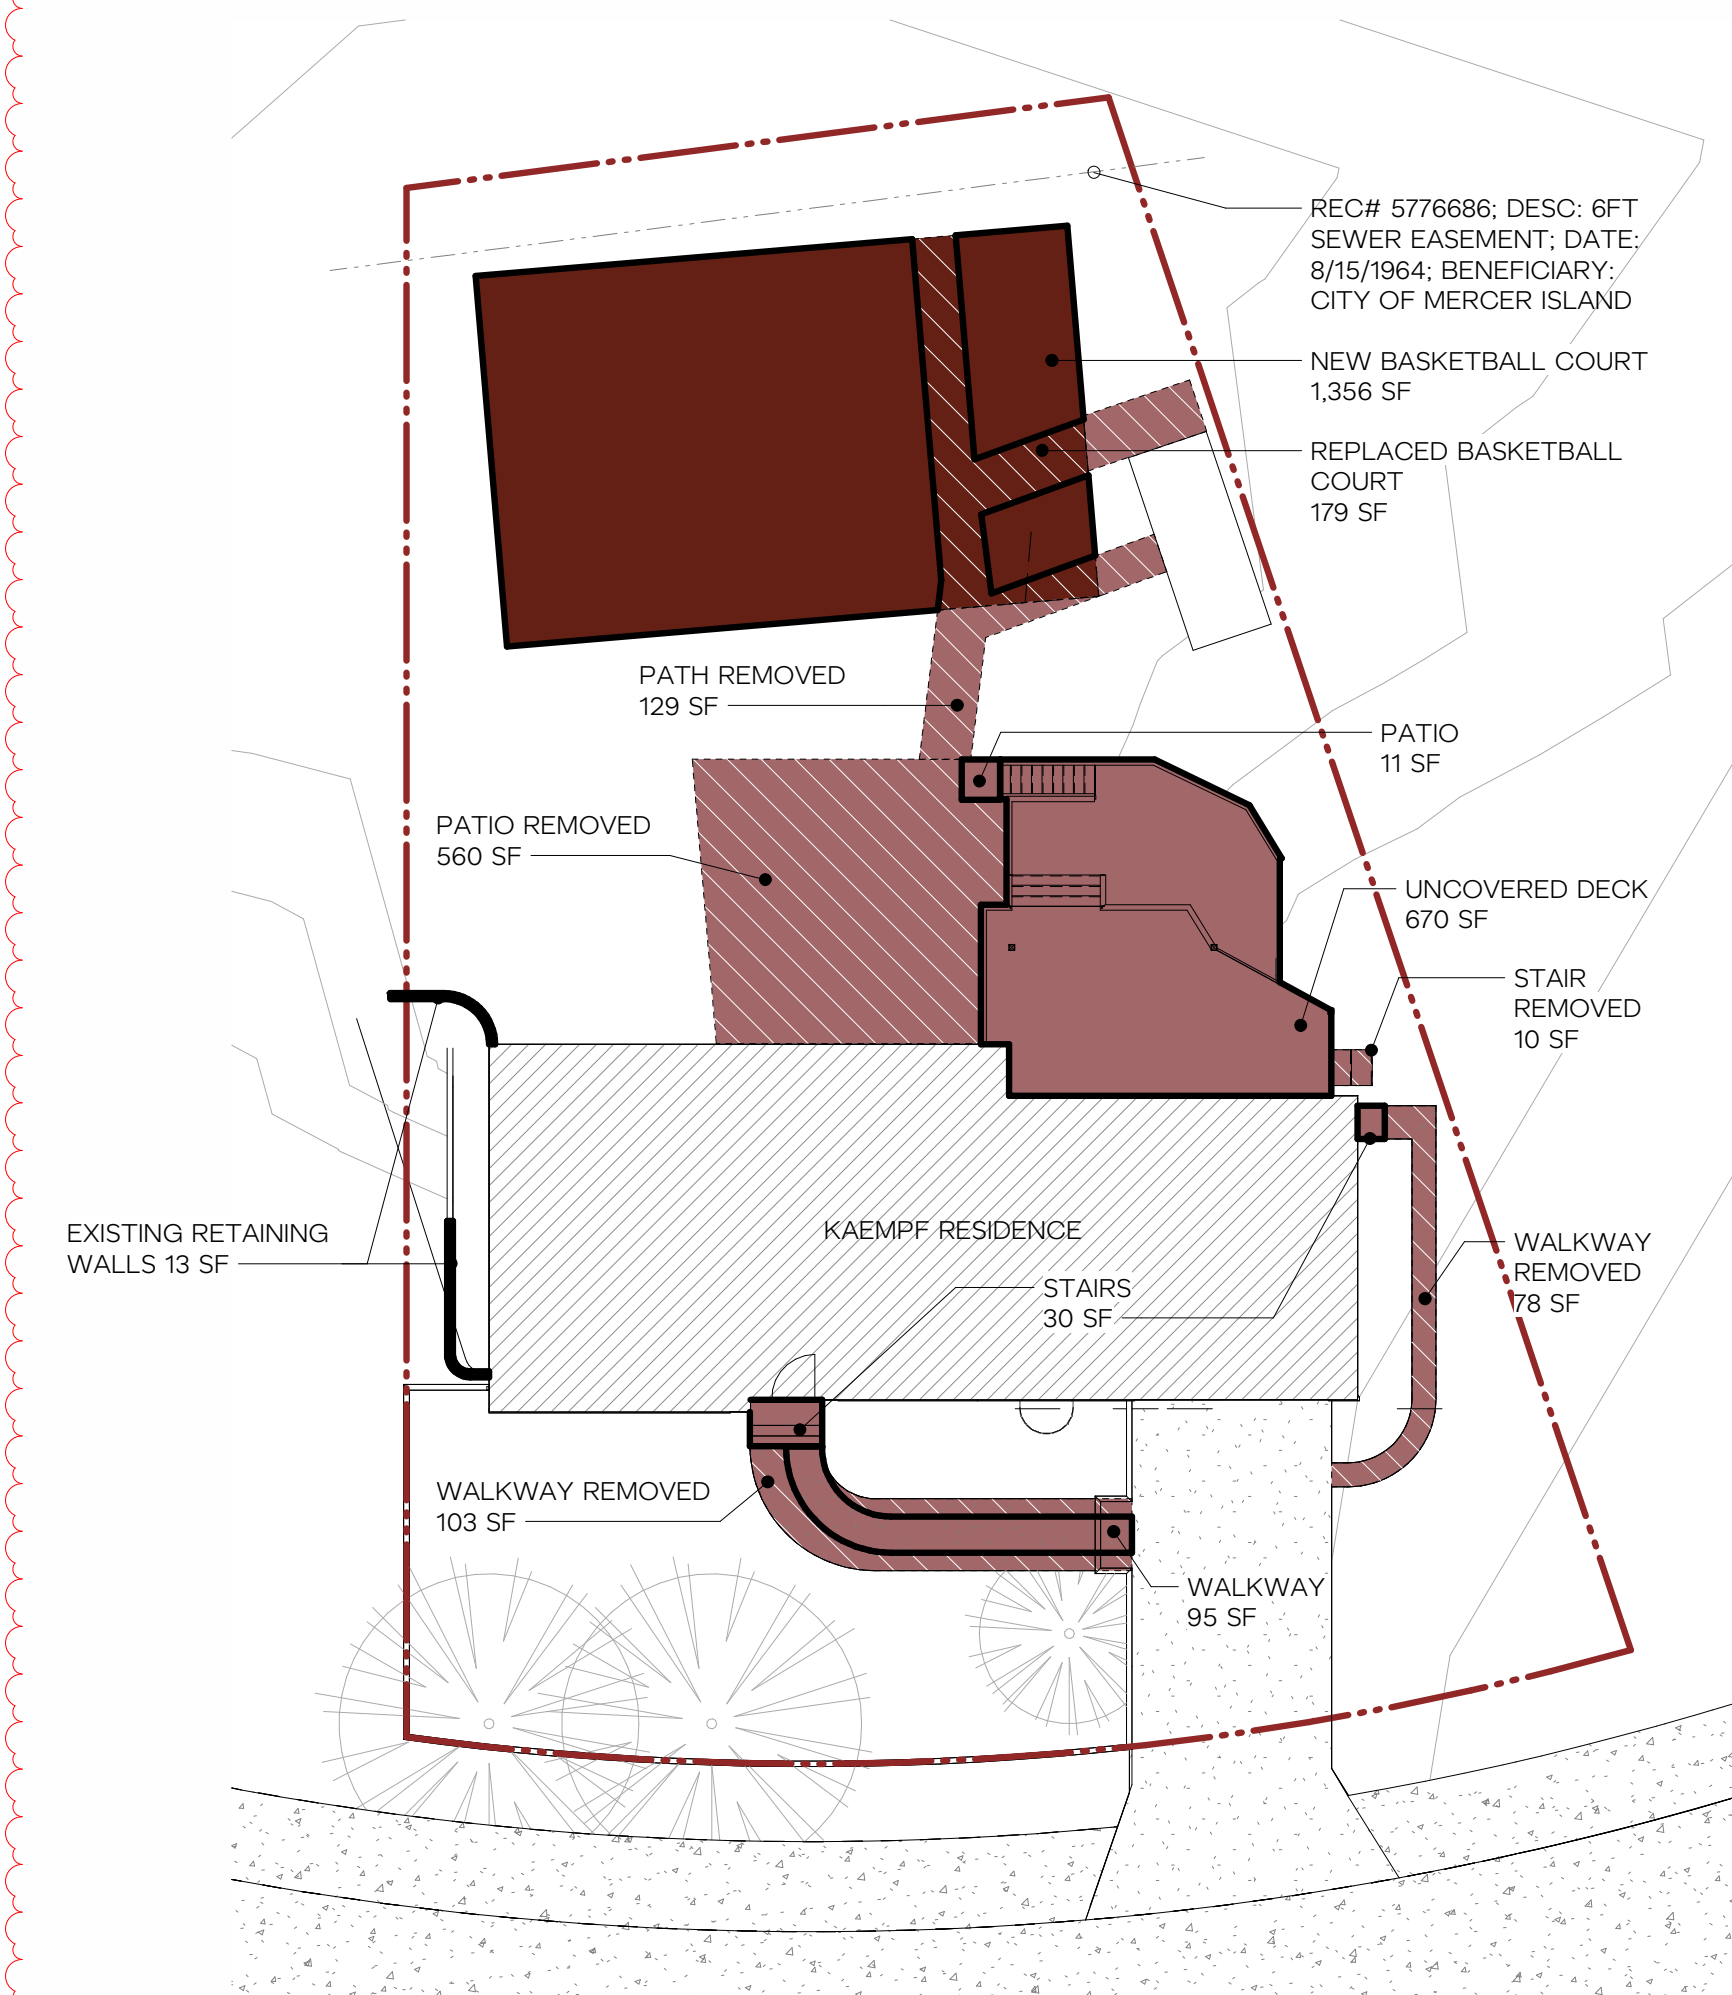 REC# 5776686; DESC: 6FT
SEWER EASEMENT; DATE:
8/15/1964; BENEFICIARY:
CITY OF MERCER ISLAND
NEW BASKETBALL COURT
1,356 SF
REPLACED BASKETBALL
COURT
179 SF
PATH REMOVED
129 SF
PATIO
11 SF
PATIO REMOVED
560 SF
UNCOVERED DECK
670 SF
STAIR
REMOVED
10 SF
EXISTING RETAINING
WALLS 13 SF
KAEMPF RESIDENCE
WALKWAY
REMOVED
78 SF
STAIRS
30 SF
WALKWAY REMOVED
103 SF
WALKWAY
95 SF